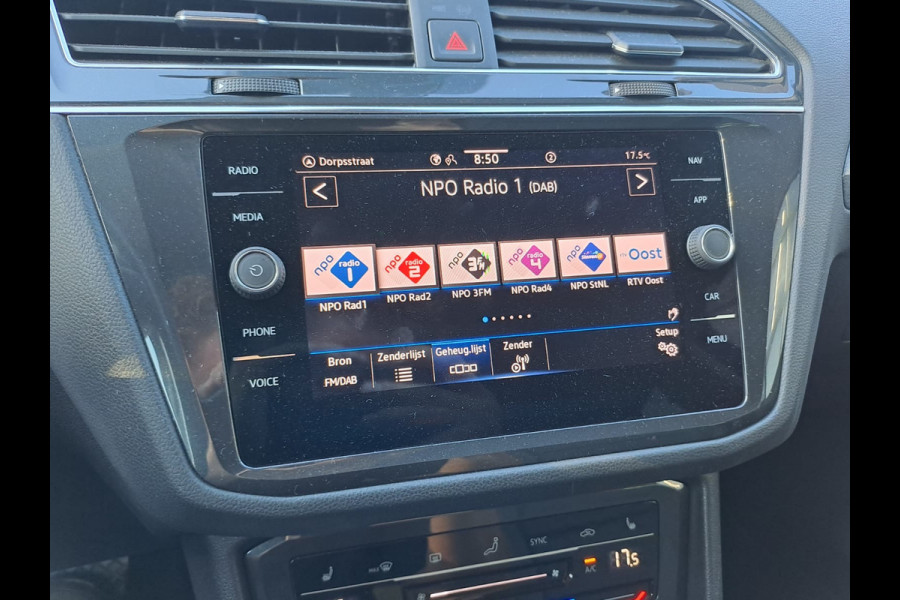 RADIO
MEDIA
PHONE
VOICE
Dorpsstraat
8:50
2
17.5°C
<
NPO Radio 1 (DAB)
>
npo radio 1
npo radio 2
npo 3FM
npo radio 4
npo
Oost
NPO Rad1
NPO Rad2
NPO 3FM
NPO Rad4
NPO StNL
RTV Oost
Bron
FM/DAB
Zenderlijst
Geheug.lijst
Zender
Setup
NAV
APP
CAR
MENU
MAX
SYNC
A/C
17.5